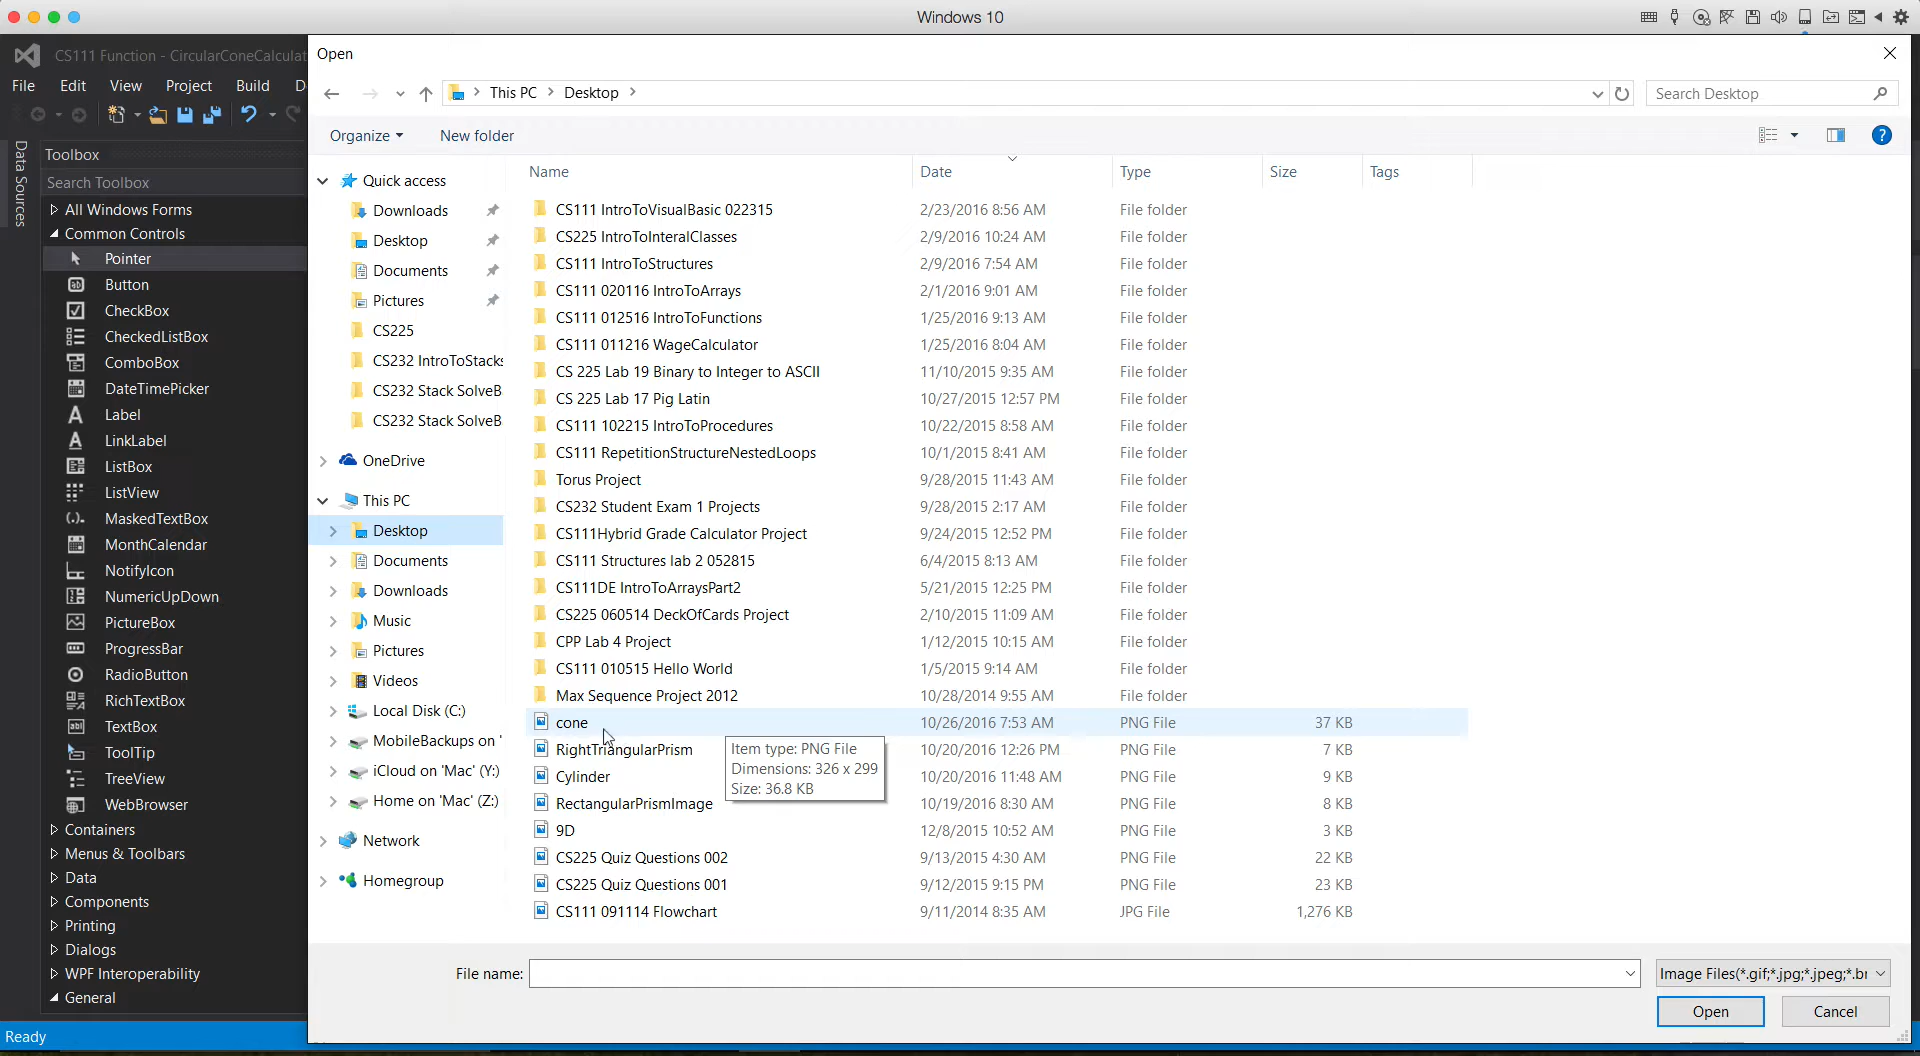 Windows 10
CS111 Function - CircularConeCalculat
File Edit View Project Build D
Data Sources
Toolbox
Search Toolbox
All Windows Forms
Common Controls
Pointer
Button
CheckBox
CheckedListBox
ComboBox
DateTimePicker
Label
LinkLabel
ListBox
ListView
MaskedTextBox
MonthCalendar
NotifyIcon
NumericUpDown
PictureBox
ProgressBar
RadioButton
RichTextBox
TextBox
ToolTip
TreeView
WebBrowser
Containers
Menus & Toolbars
Data
Components
Printing
Dialogs
WPF Interoperability
General
Ready
Open
This PC Desktop
Search Desktop
Organize New folder
Quick access
Downloads
Desktop
Documents
Pictures
CS225
CS232 IntroToStacks
CS232 Stack SolveB
CS232 Stack SolveB
OneDrive
This PC
Desktop
Documents
Downloads
Music
Pictures
Videos
Local Disk (C:)
MobileBackups on '
iCloud on 'Mac' (Y:)
Home on 'Mac' (Z:)
Network
Homegroup
Name Date Type Size Tags
CS111 IntroToVisualBasic 022315 2/23/2016 8:56 AM File folder
CS225 IntroToInteralClasses 2/9/2016 10:24 AM File folder
CS111 IntroToStructures 2/9/2016 7:54 AM File folder
CS111 020116 IntroToArrays 2/1/2016 9:01 AM File folder
CS111 012516 IntroToFunctions 1/25/2016 9:13 AM File folder
CS111 011216 WageCalculator 1/25/2016 8:04 AM File folder
CS 225 Lab 19 Binary to Integer to ASCII 11/10/2015 9:35 AM File folder
CS 225 Lab 17 Pig Latin 10/27/2015 12:57 PM File folder
CS111 102215 IntroToProcedures 10/22/2015 8:58 AM File folder
CS111 RepetitionStructureNestedLoops 10/1/2015 8:41 AM File folder
Torus Project 9/28/2015 11:43 AM File folder
CS232 Student Exam 1 Projects 9/28/2015 2:17 AM File folder
CS111Hybrid Grade Calculator Project 9/24/2015 12:52 PM File folder
CS111 Structures lab 2 052815 6/4/2015 8:13 AM File folder
CS111DE IntroToArraysPart2 5/21/2015 12:25 PM File folder
CS225 060514 DeckOfCards Project 2/10/2015 11:09 AM File folder
CPP Lab 4 Project 1/12/2015 10:15 AM File folder
CS111 010515 Hello World 1/5/2015 9:14 AM File folder
Max Sequence Project 2012 10/28/2014 9:55 AM File folder
cone 10/26/2016 7:53 AM PNG File 37 KB
RightTriangularPrism 10/20/2016 12:26 PM PNG File 7 KB
Cylinder 10/20/2016 11:48 AM PNG File 9 KB
RectangularPrismImage 10/19/2016 8:30 AM PNG File 8 KB
9D 12/8/2015 10:52 AM PNG File 3 KB
CS225 Quiz Questions 002 9/13/2015 4:30 AM PNG File 22 KB
CS225 Quiz Questions 001 9/12/2015 9:15 PM PNG File 23 KB
CS111 091114 Flowchart 9/11/2014 8:35 AM JPG File 1,276 KB
Item type: PNG File
Dimensions: 326 x 299
Size: 36.8 KB
File name:
Image Files(*.gif;*.jpg;*.jpeg;*.br
Open Cancel